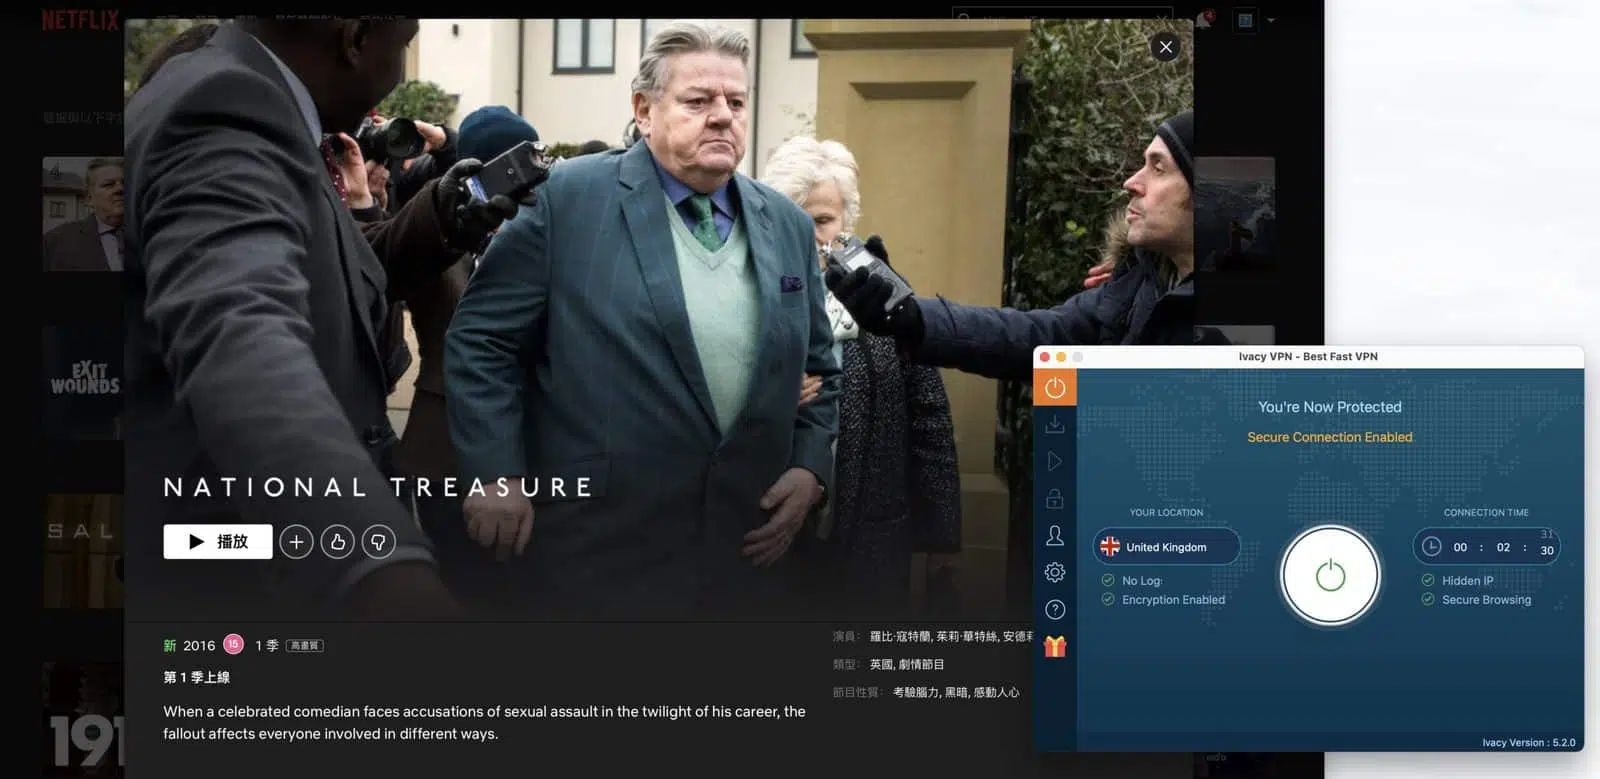 NETFLIX
4
EXIT
WOUNDS
SAL
191
NATIONAL TREASURE
播放
新 2016 15 1 季 高畫質
第 1 季上線
When a celebrated comedian faces accusations of sexual assault in the twilight of his career, the
fallout affects everyone involved in different ways.
演員: 羅比·寇特蘭, 茱莉·華特絲, 安德莉
類型: 英國, 劇情節目
節目性質: 考驗腦力, 黑暗, 感動人心
Ivacy VPN - Best Fast VPN
You're Now Protected
Secure Connection Enabled
YOUR LOCATION
United Kingdom
No Log:
Encryption Enabled
CONNECTION TIME
31
00 : 02 : 30
Hidden IP
Secure Browsing
Ivacy Version : 5.2.0